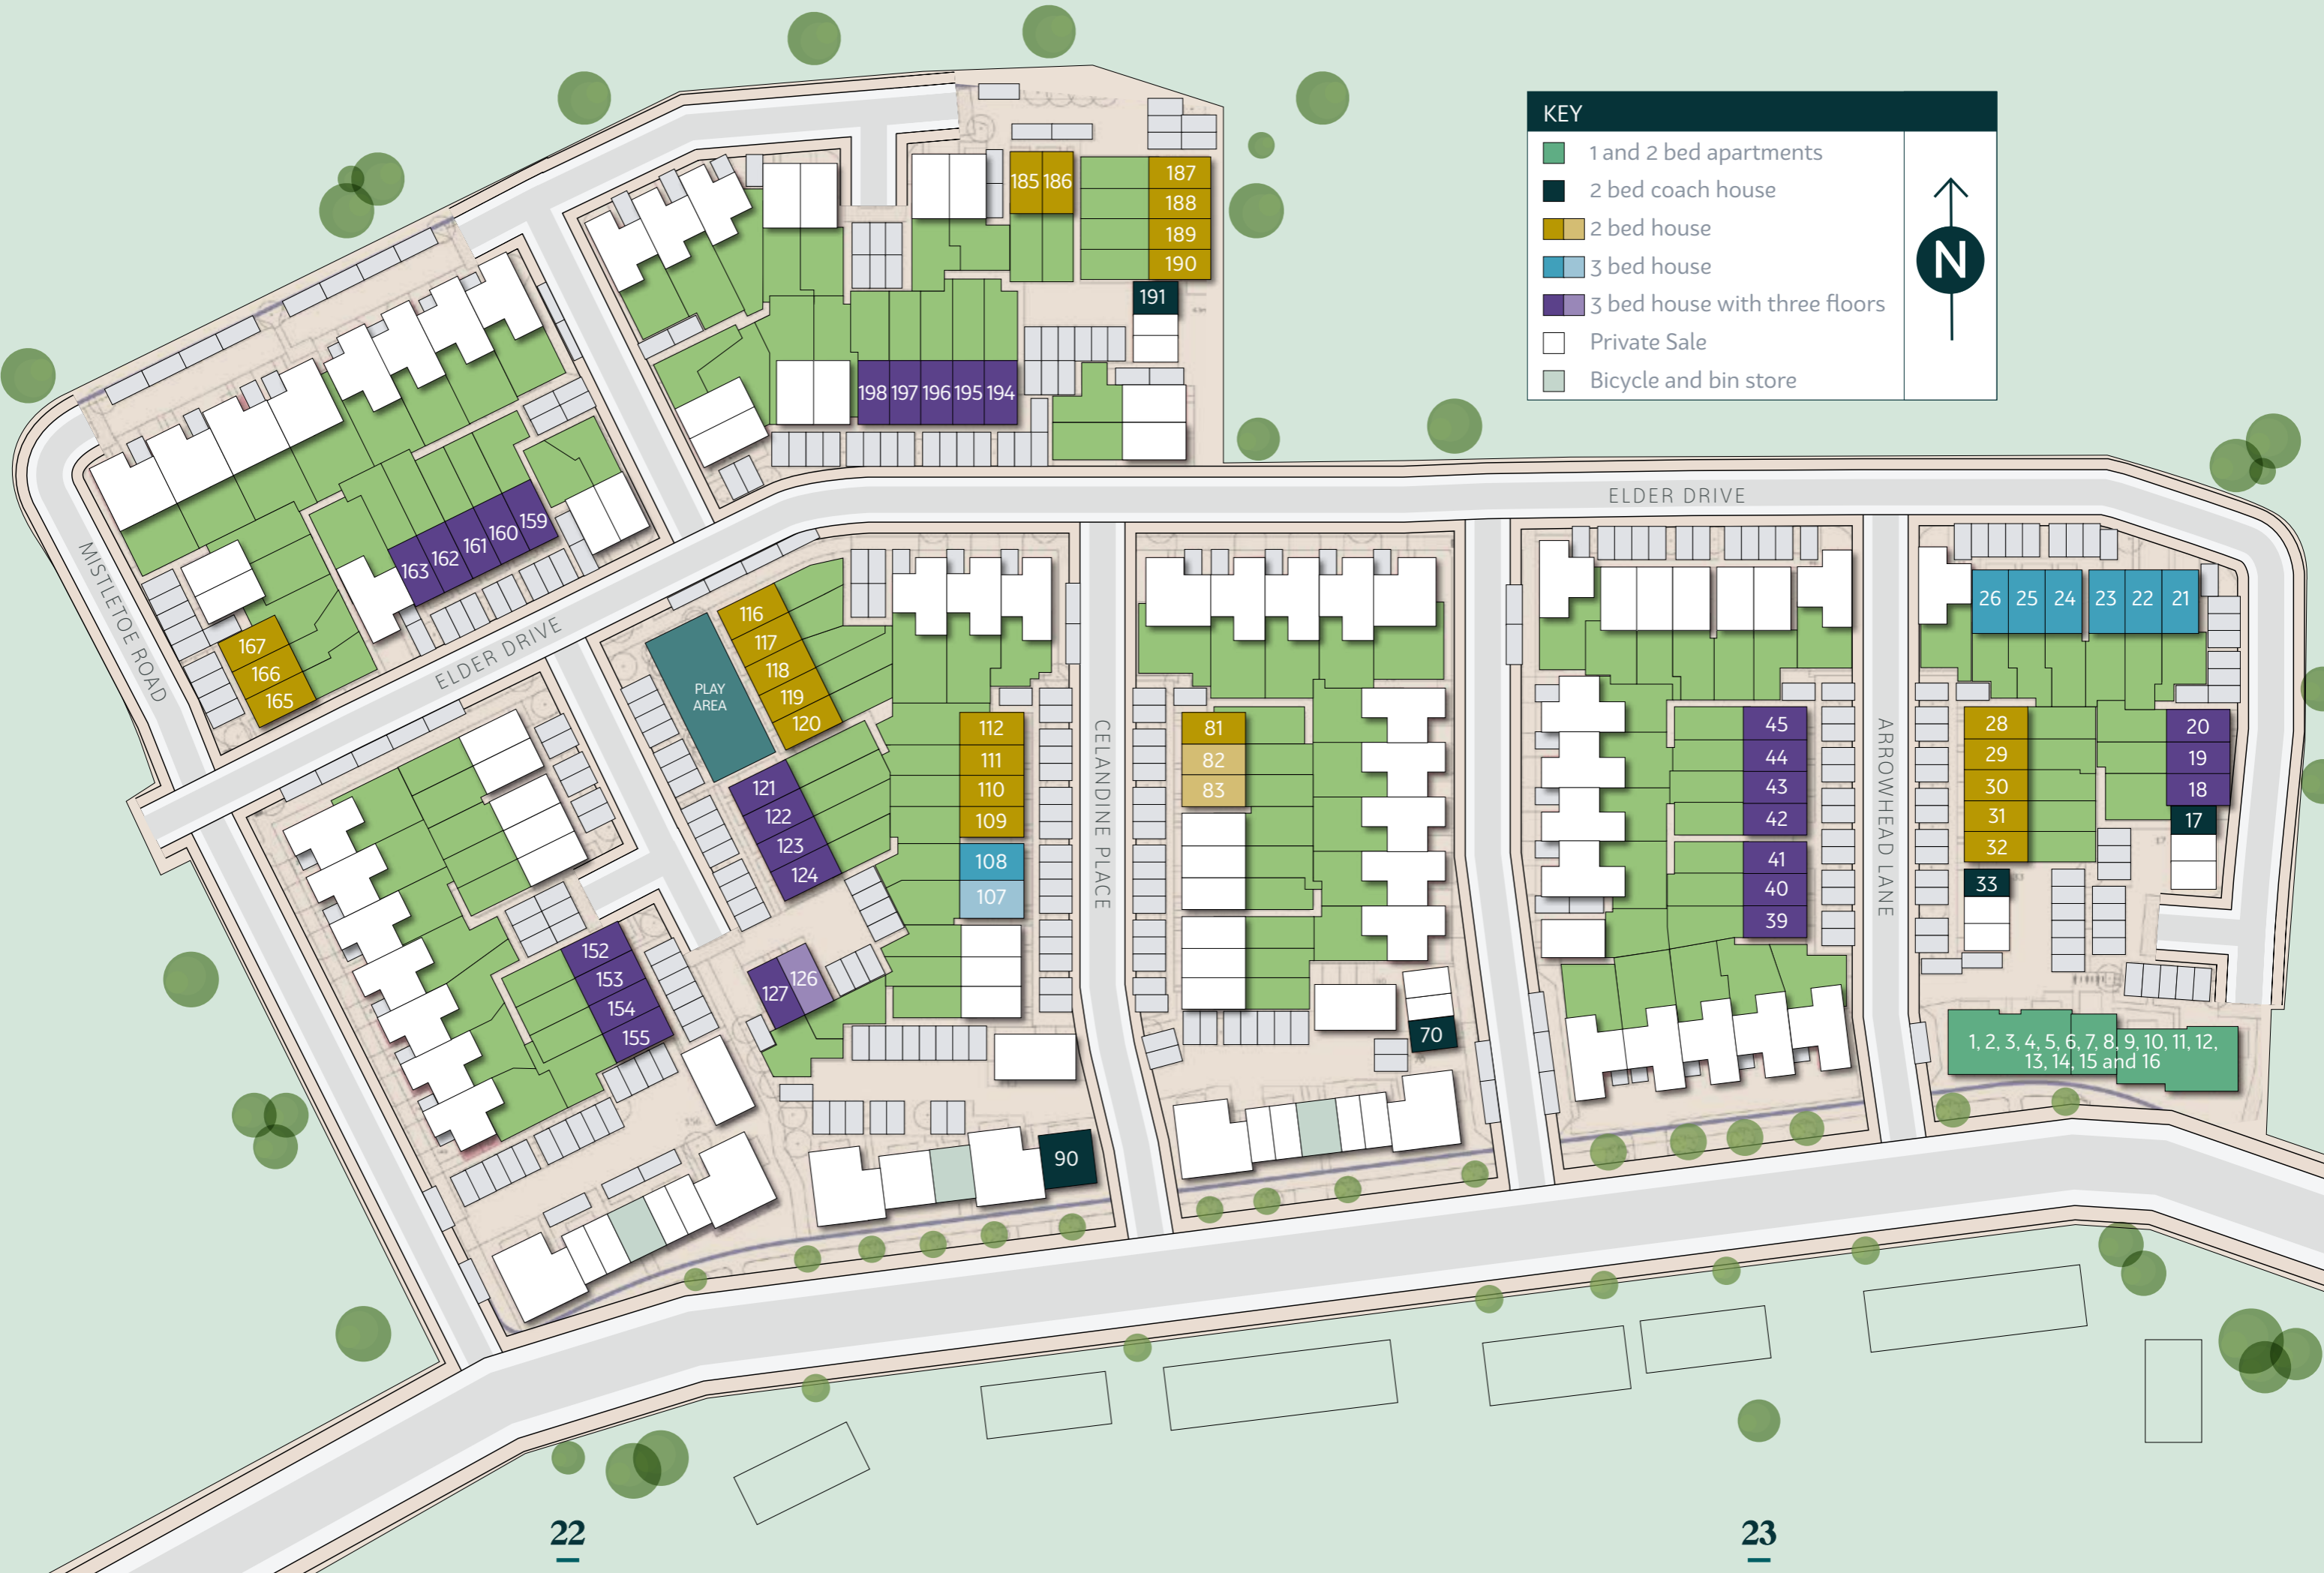 KEY
1 and 2 bed apartments
2 bed coach house
2 bed house
3 bed house
3 bed house with three floors
Private Sale
Bicycle and bin store
N
185 186
187
188
189
190
191
198 197 196 195 194
ELDER DRIVE
MISTLETOE ROAD
163 162 161 160 159
167
166
165
ELDER DRIVE
PLAY
AREA
116
117
118
119
120
121
122
123
124
127 126
152
153
154
155
112
111
110
109
108
107
90
CELANDINE PLACE
81
82
83
70
45
44
43
42
41
40
39
ARROWHEAD LANE
26 25 24 23 22 21
28
29
30
31
32
33
20
19
18
17
1, 2, 3, 4, 5, 6, 7, 8, 9, 10, 11, 12,
13, 14, 15 and 16
22
23